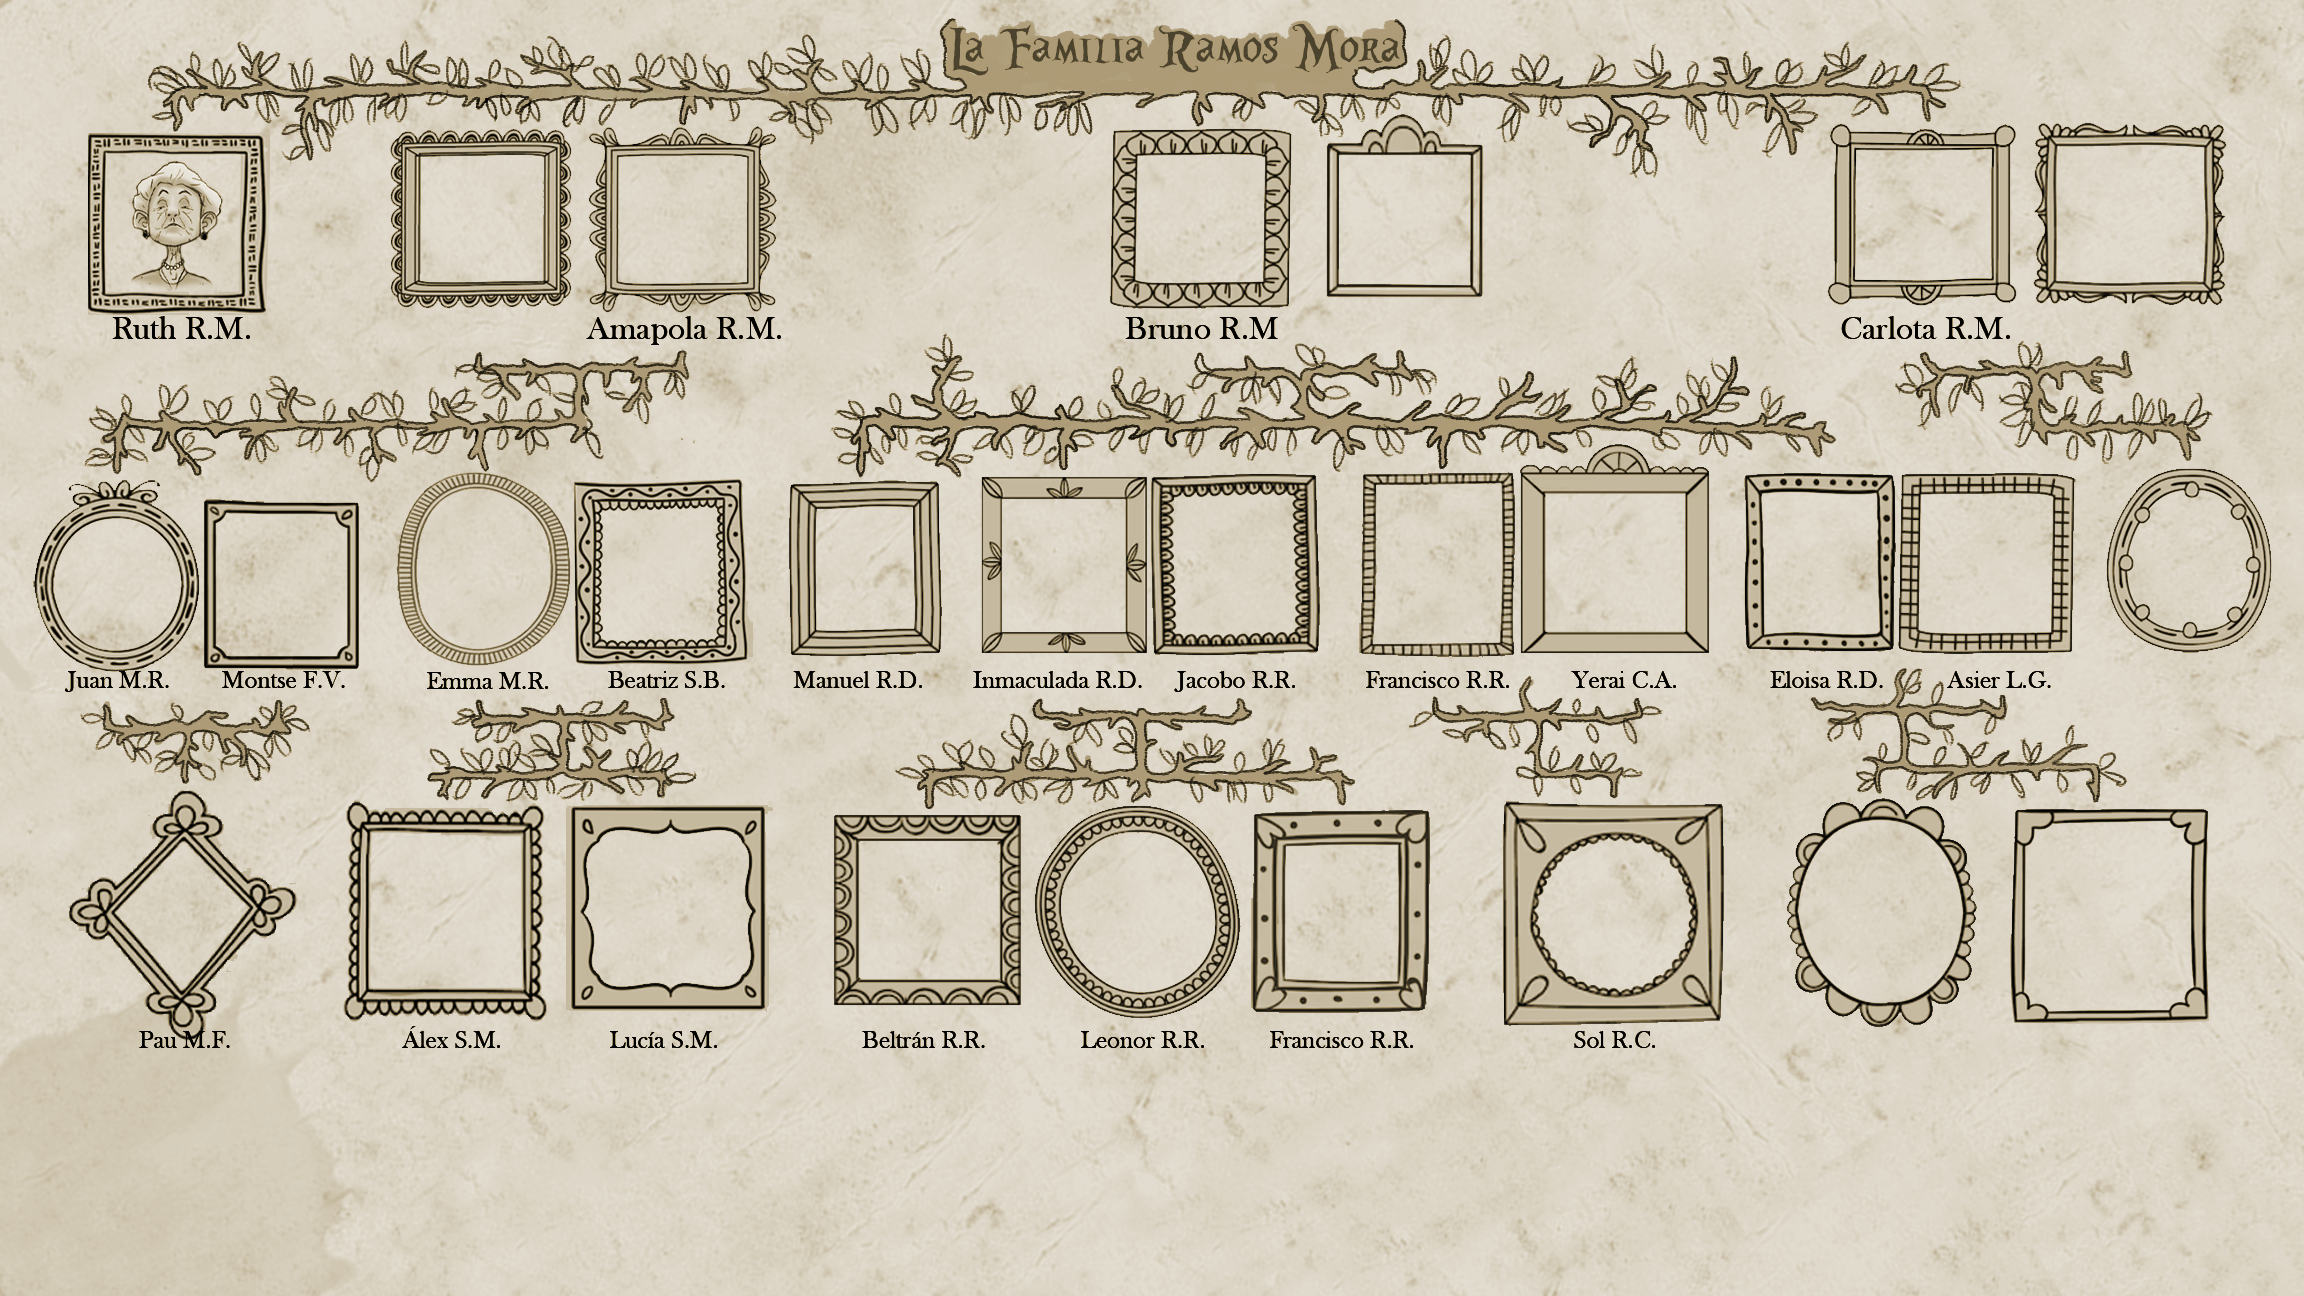 La Familia Ramos Mora
Ruth R.M.
Amapola R.M.
Bruno R.M
Carlota R.M.
Juan M.R.
Montse F.V.
Emma M.R.
Beatriz S.B.
Manuel R.D.
Inmaculada R.D.
Jacobo R.R.
Francisco R.R.
Yerai C.A.
Eloisa R.D.
Asier L.G.
Pau M.F.
Álex S.M.
Lucía S.M.
Beltrán R.R.
Leonor R.R.
Francisco R.R.
Sol R.C.